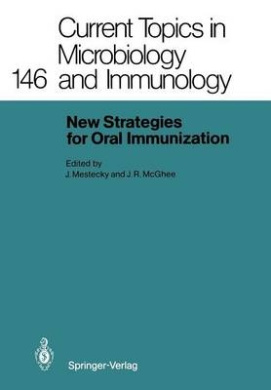 Current Topics in
Microbiology
146 and Immunology
New Strategies
for Oral Immunization
Edited by
J. Mestecky and J. R. McGhee
Springer-Verlag